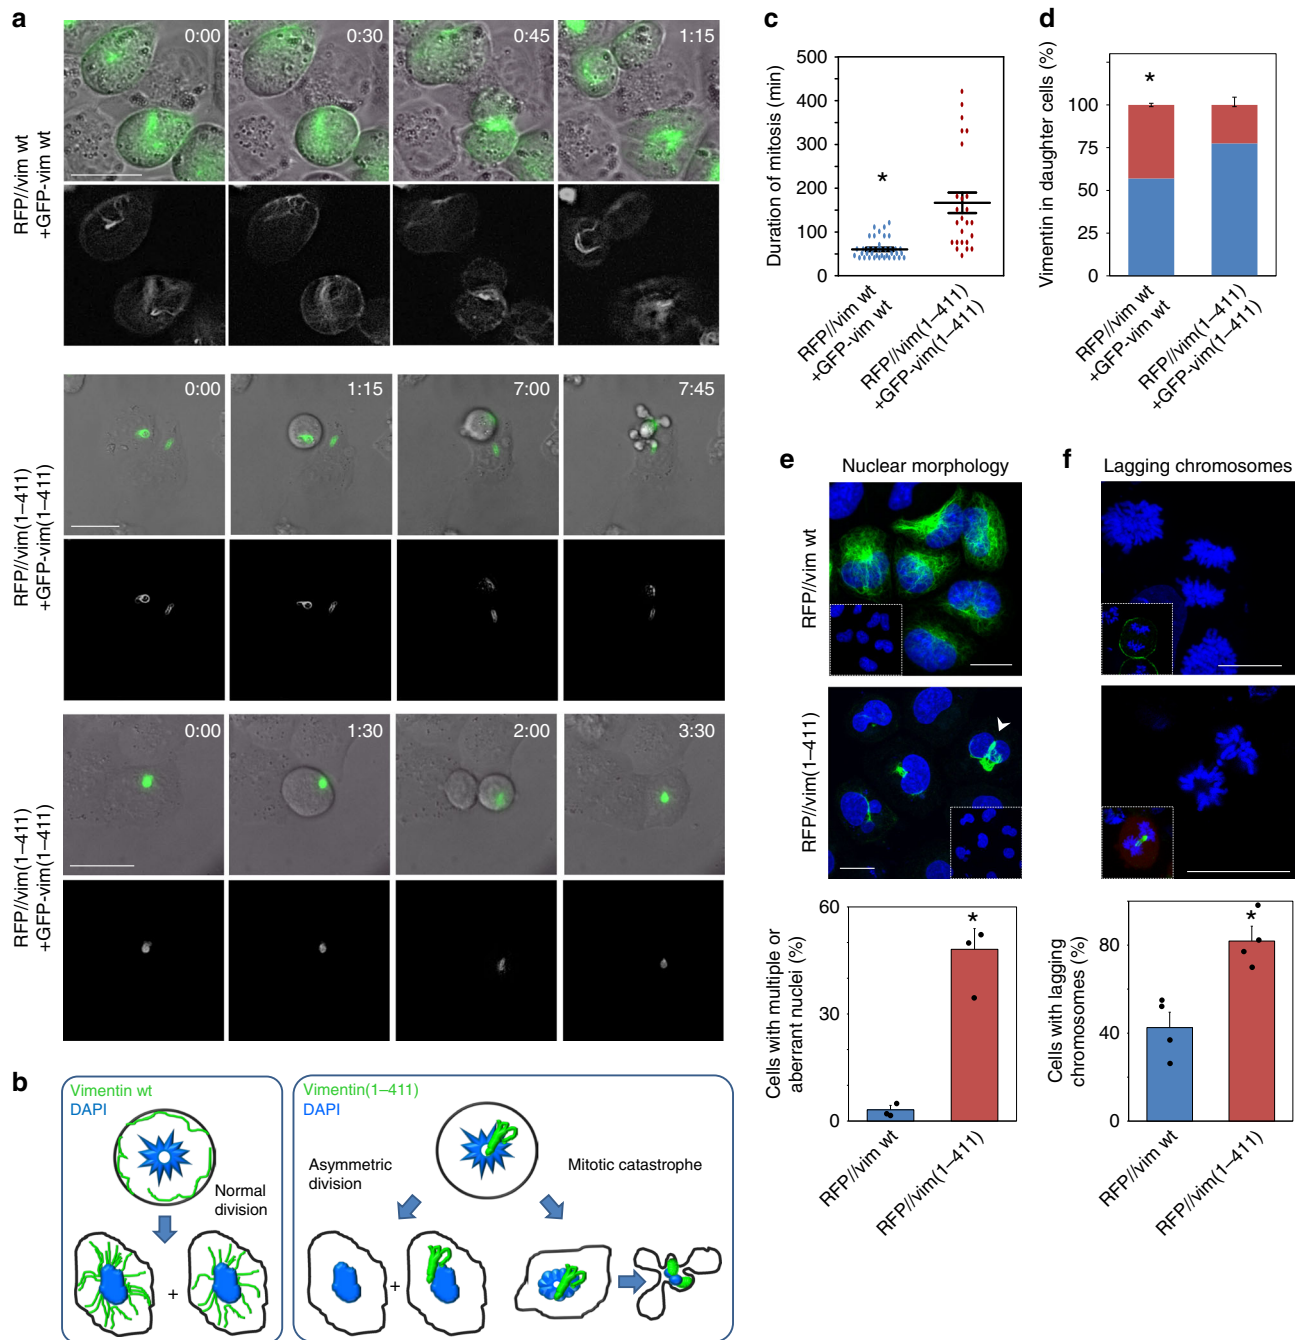 a
RFP//vim wt
+GFP-vim wt
0:00
0:30
0:45
1:15
RFP//vim(1–411)
+GFP-vim(1–411)
0:00
1:15
7:00
7:45
RFP//vim(1–411)
+GFP-vim(1–411)
0:00
1:30
2:00
3:30
b
Vimentin wt
DAPI
Normal
division
+
Vimentin(1–411)
DAPI
Asymmetric
division
Mitotic catastrophe
+
c
Duration of mitosis (min)
500
400
300
200
100
0
*
RFP//vim wt
+GFP-vim wt
RFP//vim(1–411)
+GFP-vim(1–411)
d
Vimentin in daughter cells (%)
100
75
50
25
0
*
RFP//vim wt
+GFP-vim wt
RFP//vim(1–411)
+GFP-vim(1–411)
e
Nuclear morphology
RFP//vim wt
RFP//vim(1–411)
Cells with multiple or
aberrant nuclei (%)
60
30
0
*
RFP//vim wt
RFP//vim(1–411)
f
Lagging chromosomes
Cells with lagging
chromosomes (%)
80
40
0
*
RFP//vim wt
RFP//vim(1–411)